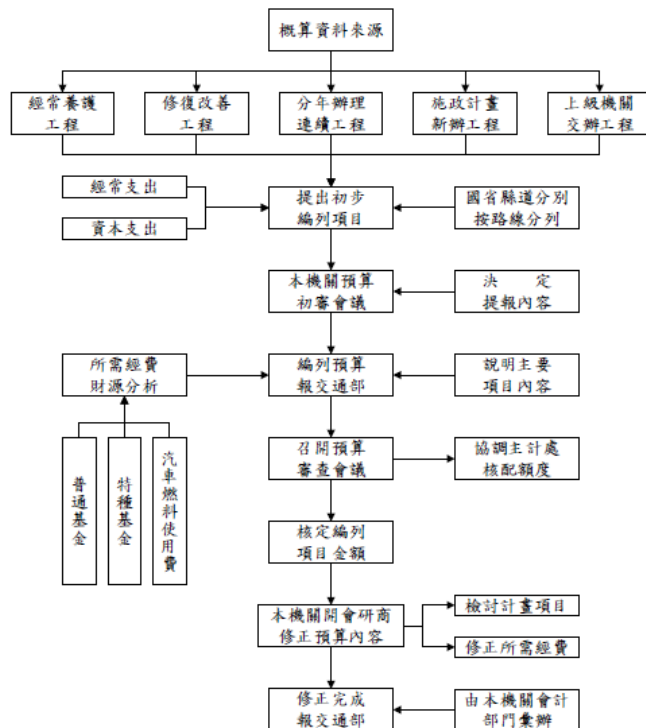 概算資料來源
經常養護
工程
修復改善
工程
分年辦理
連續工程
施政計畫
新辦工程
上級機關
交辦工程
經常支出
資本支出
提出初步
編列項目
國省縣道分別
按路線分列
本機關預算
初審會議
決　　定
提報內容
所需經費
財源分析
編列預算
報交通部
說明主要
項目內容
普通基金
特種基金
汽車燃料使用費
召開預算
審查會議
協調主計處
核配額度
核定編列
項目金額
本機關開會研商
修正預算內容
檢討計畫項目
修正所需經費
修正完成
報交通部
由本機關會計
部門彙辦